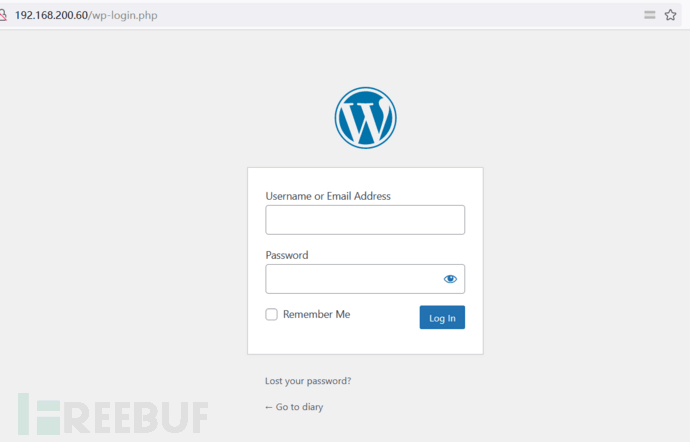 192.168.200.60/wp-login.php
Username or Email Address
Password
Remember Me
Log In
Lost your password?
← Go to diary
FREEBUF